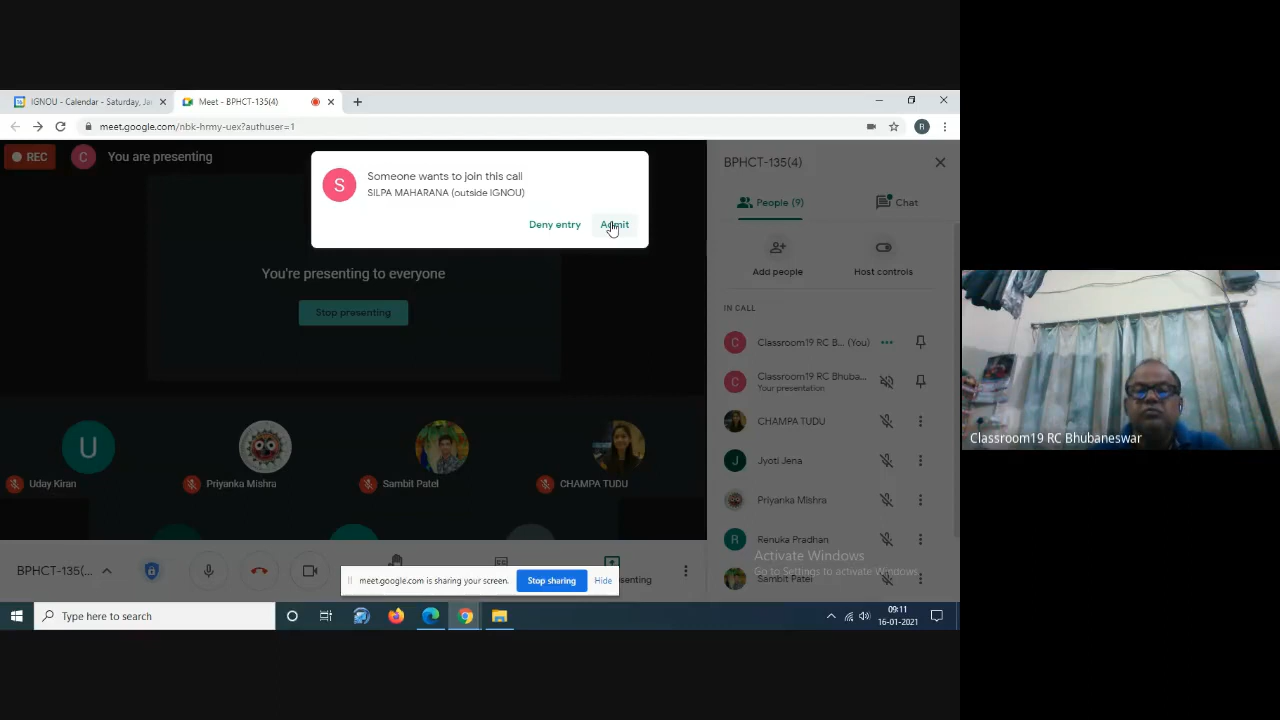 IGNOU - Calendar - Saturday, Ja
Meet - BPHCT-135(4)
meet.google.com/nbk-hrmy-uex?authuser=1
R
REC
C
You are presenting
Someone wants to join this call
S
SILPA MAHARANA (outside IGNOU)
Deny entry
Admit
You're presenting to everyone
Stop presenting
U
Uday Kiran
Priyanka Mishra
Sambit Patel
CHAMPA TUDU
BPHCT-135(4)
People (9)
Chat
Add people
Host controls
IN CALL
C
Classroom19 RC B... (You)
C
Classroom19 RC Bhuba...
Your presentation
CHAMPA TUDU
J
Jyoti Jena
Priyanka Mishra
R
Renuka Pradhan
Sambit Patel
Activate Windows
Go to Settings to activate Windows.
BPHCT-135(...
meet.google.com is sharing your screen.
Stop sharing
Hide
Type here to search
09:11
16-01-2021
Classroom19 RC Bhubaneswar